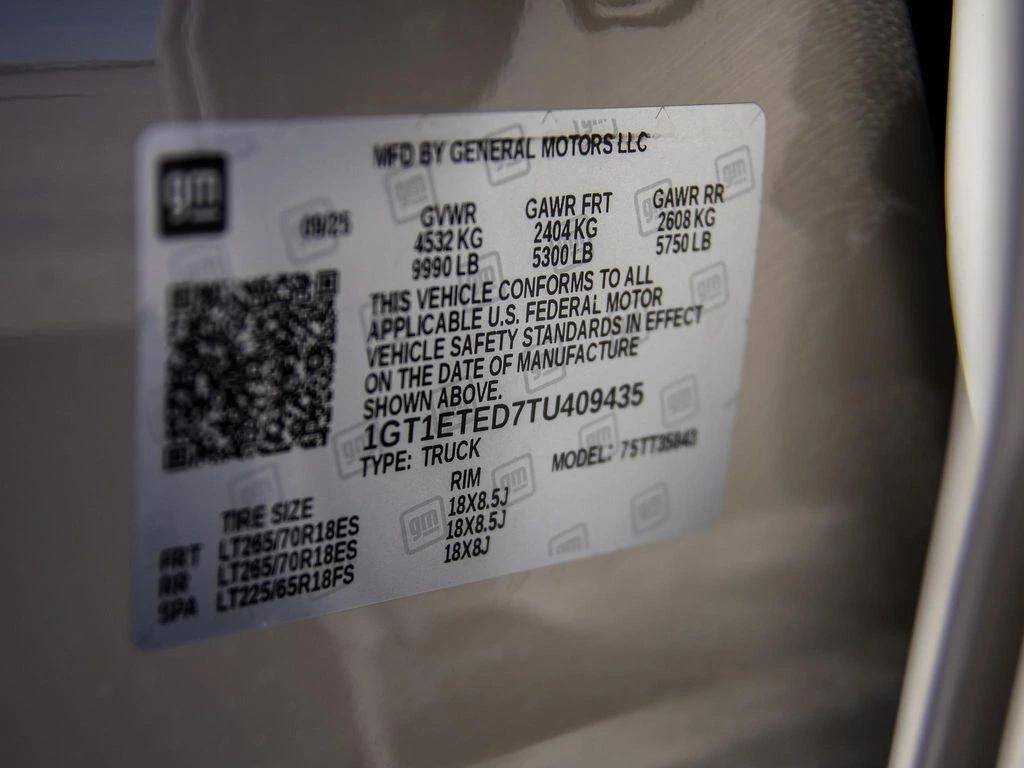 MFD BY GENERAL MOTORS LLC
gm
09/25
GVWR GAWR FRT GAWR RR
4532 KG 2404 KG 2608 KG
9990 LB 5300 LB 5750 LB
THIS VEHICLE CONFORMS TO ALL
APPLICABLE U.S. FEDERAL MOTOR
VEHICLE SAFETY STANDARDS IN EFFECT
ON THE DATE OF MANUFACTURE
SHOWN ABOVE.
1GT1ETED7TU409435
TYPE: TRUCK MODEL: 75TT35843
TIRE SIZE RIM
FRT LT265/70R18ES 18X8.5J
RR LT265/70R18ES 18X8.5J
SPA LT225/65R18FS 18X8J